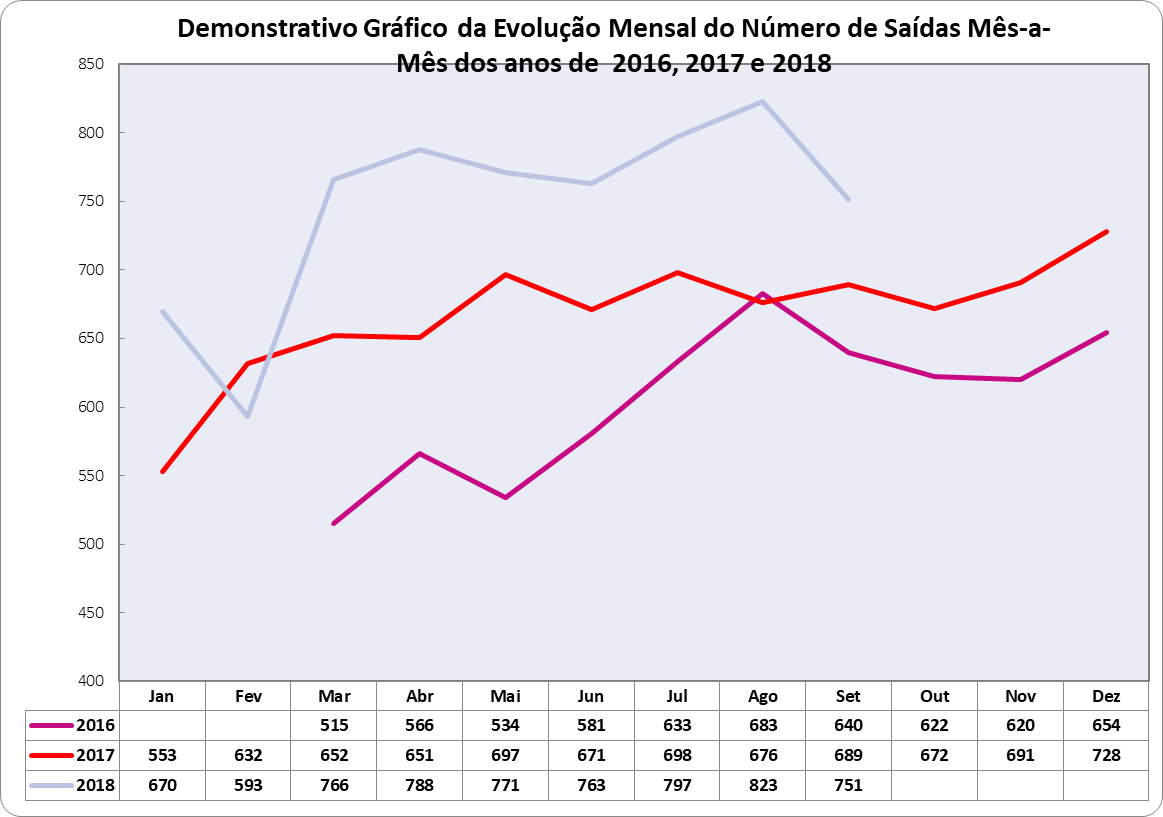 Demonstrativo Gráfico da Evolução Mensal do Número de Saídas Mês-a-
Mês dos anos de 2016, 2017 e 2018
850
800
750
700
650
600
550
500
450
400
Jan Fev Mar Abr Mai Jun Jul Ago Set Out Nov Dez
2016 515 566 534 581 633 683 640 622 620 654
2017 553 632 652 651 697 671 698 676 689 672 691 728
2018 670 593 766 788 771 763 797 823 751